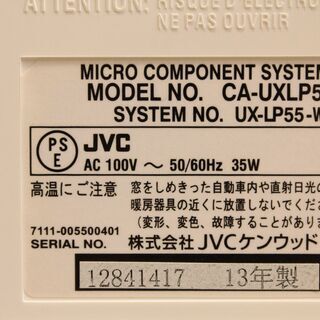 ATTENTION: RISQUE D'ELECTRO
NE PAS OUVRIR
MICRO COMPONENT SYSTEM
MODEL NO. CA-UXLP5
SYSTEM NO. UX-LP55-W
PS
E
JVC
AC 100V ～ 50/60Hz 35W
高温にご注意 窓をしめきった自動車内や直射日光の
暖房器具の近くに放置しないでくだ
(変形、変色、故障することがあり
7111-005500401
SERIAL NO. 株式会社JVCケンウッド
12841417 13年製